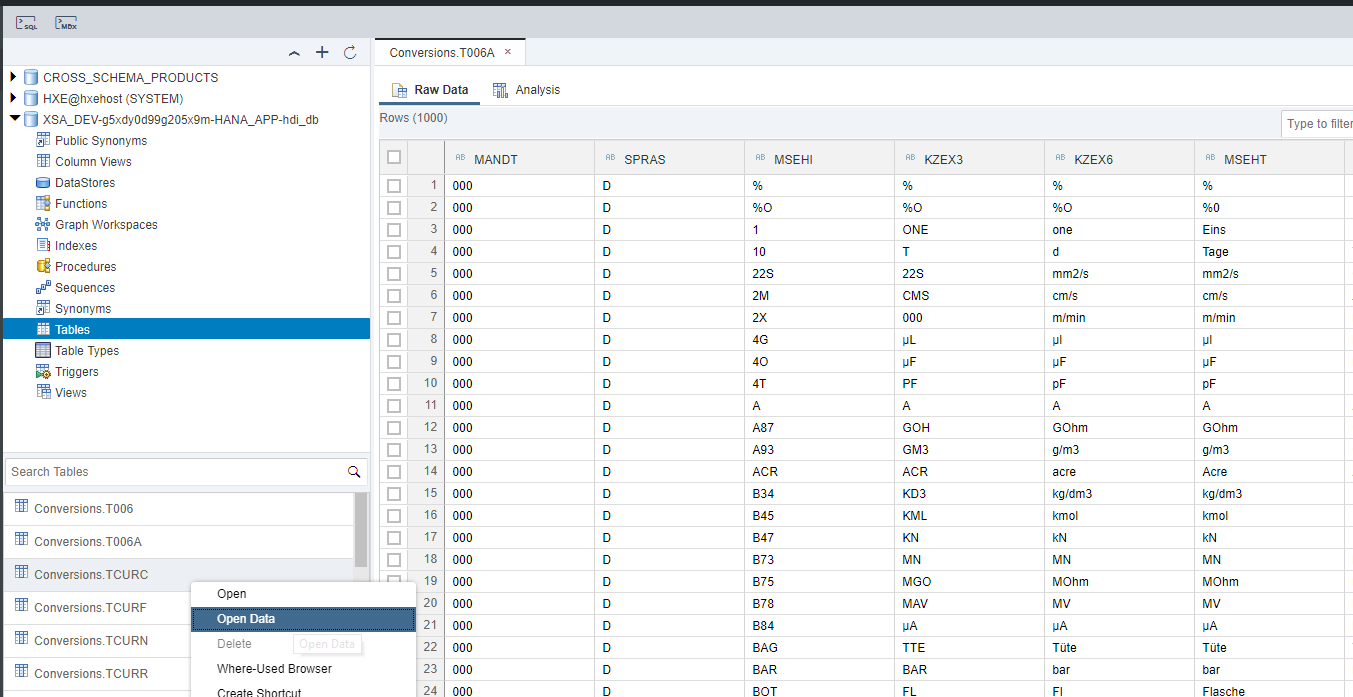 SQL MDX
CROSS_SCHEMA_PRODUCTS
HXE@hxehost (SYSTEM)
XSA_DEV-g5xdy0d99g205x9m-HANA_APP-hdi_db
Public Synonyms
Column Views
DataStores
Functions
Graph Workspaces
Indexes
Procedures
Sequences
Synonyms
Tables
Table Types
Triggers
Views
Search Tables
Conversions.T006
Conversions.T006A
Conversions.TCURC
Conversions.TCURF
Conversions.TCURN
Conversions.TCURR
Open
Open Data
Delete Open Data
Where-Used Browser
Create Shortcut
Conversions.T006A ×
Raw Data Analysis
Rows (1000) Type to filter
AB MANDT AB SPRAS AB MSEHI AB KZEX3 AB KZEX6 AB MSEHT
1 000 D % % % %
2 000 D %O %O %O %0
3 000 D 1 ONE one Eins
4 000 D 10 T d Tage
5 000 D 22S 22S mm2/s mm2/s
6 000 D 2M CMS cm/s cm/s
7 000 D 2X 000 m/min m/min
8 000 D 4G µL µl µl
9 000 D 4O µF µF µF
10 000 D 4T PF pF pF
11 000 D A A A A
12 000 D A87 GOH GOhm GOhm
13 000 D A93 GM3 g/m3 g/m3
14 000 D ACR ACR acre Acre
15 000 D B34 KD3 kg/dm3 kg/dm3
16 000 D B45 KML kmol kmol
17 000 D B47 KN kN kN
18 000 D B73 MN MN MN
19 000 D B75 MGO MOhm MOhm
20 000 D B78 MAV MV MV
21 000 D B84 µA µA µA
22 000 D BAG TTE Tüte Tüte
23 000 D BAR BAR bar bar
24 000 D BOT FL Fl Flasche